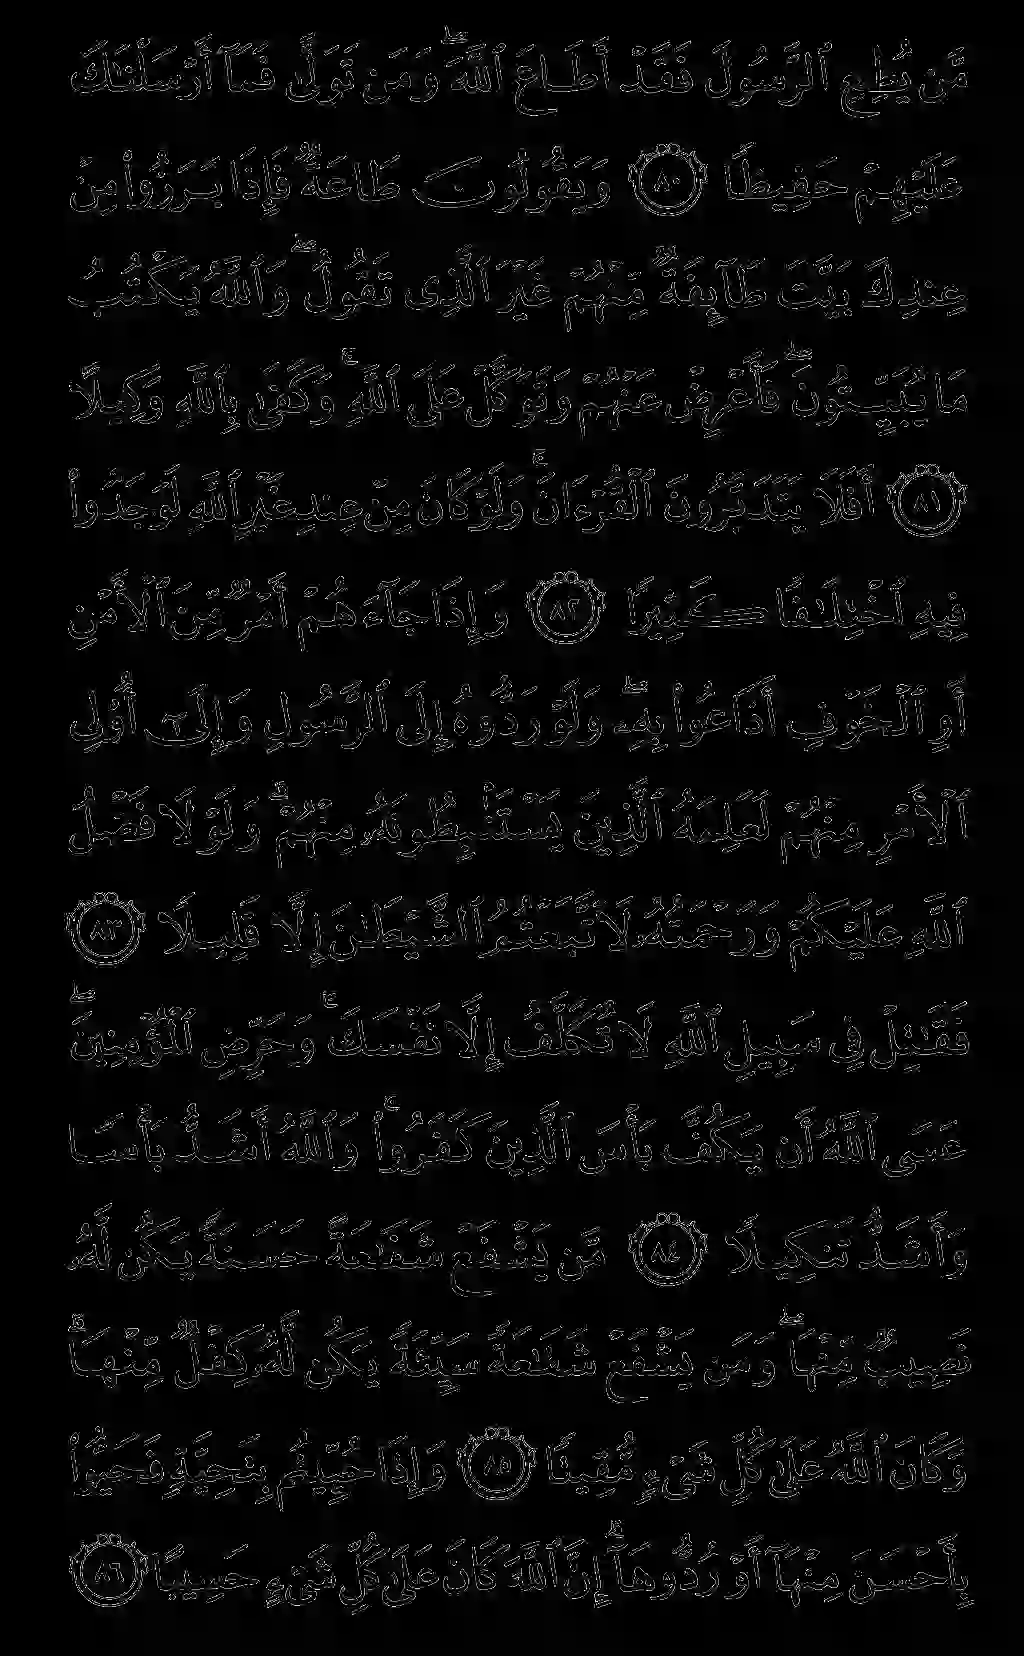 مَّن يُطِعِ ٱلرَّسُولَ فَقَدْ أَطَاعَ ٱللَّهَ ۖ وَمَن تَوَلَّىٰ فَمَآ أَرْسَلْنَٰكَ
عَلَيْهِمْ حَفِيظًا ٨٠ وَيَقُولُونَ طَاعَةٌ فَإِذَا بَرَزُوا۟ مِنْ
عِندِكَ بَيَّتَ طَآئِفَةٌ مِّنْهُمْ غَيْرَ ٱلَّذِى تَقُولُ ۖ وَٱللَّهُ يَكْتُبُ
مَا يُبَيِّتُونَ ۖ فَأَعْرِضْ عَنْهُمْ وَتَوَكَّلْ عَلَى ٱللَّهِ ۚ وَكَفَىٰ بِٱللَّهِ وَكِيلًا
٨١ أَفَلَا يَتَدَبَّرُونَ ٱلْقُرْءَانَ ۚ وَلَوْ كَانَ مِنْ عِندِ غَيْرِ ٱللَّهِ لَوَجَدُوا۟
فِيهِ ٱخْتِلَٰفًا كَثِيرًا ٨٢ وَإِذَا جَآءَهُمْ أَمْرٌ مِّنَ ٱلْأَمْنِ
أَوِ ٱلْخَوْفِ أَذَاعُوا۟ بِهِۦ ۖ وَلَوْ رَدُّوهُ إِلَى ٱلرَّسُولِ وَإِلَىٰٓ أُو۟لِى
ٱلْأَمْرِ مِنْهُمْ لَعَلِمَهُ ٱلَّذِينَ يَسْتَنۢبِطُونَهُۥ مِنْهُمْ ۗ وَلَوْلَا فَضْلُ
ٱللَّهِ عَلَيْكُمْ وَرَحْمَتُهُۥ لَٱتَّبَعْتُمُ ٱلشَّيْطَٰنَ إِلَّا قَلِيلًا ٨٣
فَقَٰتِلْ فِى سَبِيلِ ٱللَّهِ لَا تُكَلَّفُ إِلَّا نَفْسَكَ ۚ وَحَرِّضِ ٱلْمُؤْمِنِينَ ۖ
عَسَى ٱللَّهُ أَن يَكُفَّ بَأْسَ ٱلَّذِينَ كَفَرُوا۟ ۚ وَٱللَّهُ أَشَدُّ بَأْسًا
وَأَشَدُّ تَنكِيلًا ٨٤ مَّن يَشْفَعْ شَفَٰعَةً حَسَنَةً يَكُن لَّهُۥ
نَصِيبٌ مِّنْهَا ۖ وَمَن يَشْفَعْ شَفَٰعَةً سَيِّئَةً يَكُن لَّهُۥ كِفْلٌ مِّنْهَا ۗ
وَكَانَ ٱللَّهُ عَلَىٰ كُلِّ شَىْءٍ مُّقِيتًا ٨٥ وَإِذَا حُيِّيتُم بِتَحِيَّةٍ فَحَيُّوا۟
بِأَحْسَنَ مِنْهَآ أَوْ رُدُّوهَآ ۗ إِنَّ ٱللَّهَ كَانَ عَلَىٰ كُلِّ شَىْءٍ حَسِيبًا ٨٦